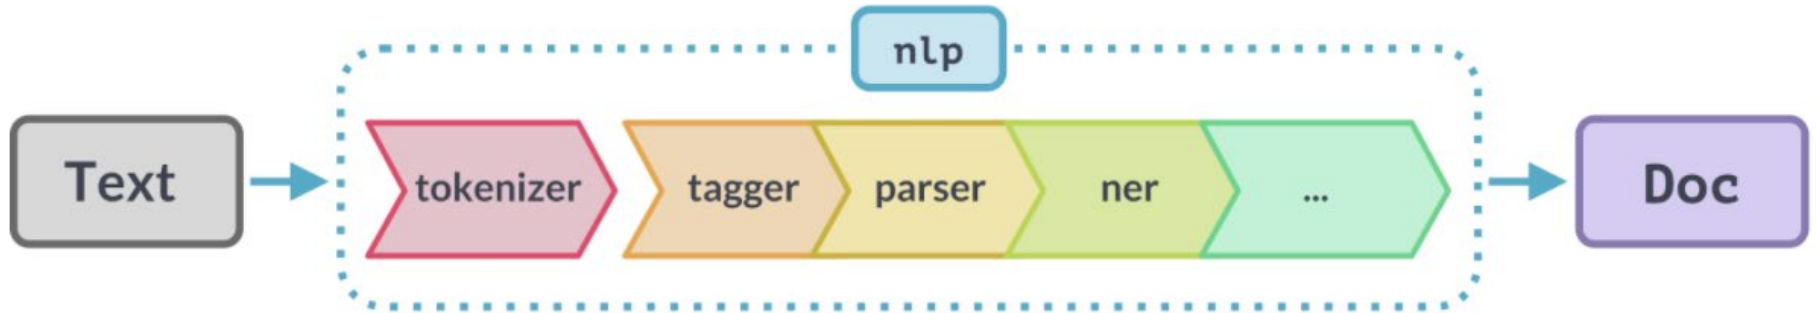 nlp
Text
tokenizer
tagger
parser
ner
...
Doc